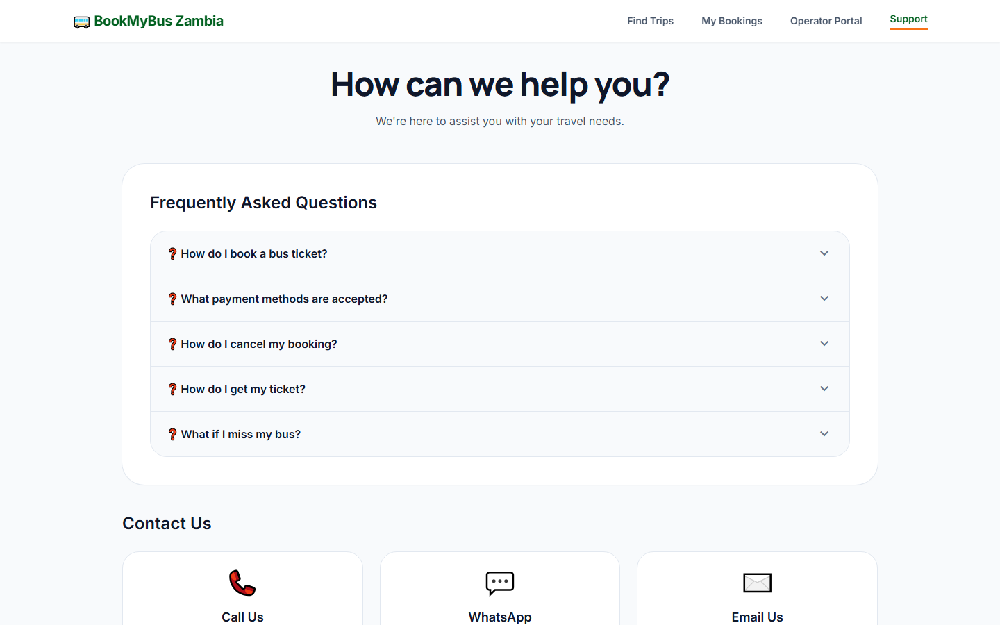 BookMyBus Zambia
Find Trips
My Bookings
Operator Portal
Support
How can we help you?
We're here to assist you with your travel needs.
Frequently Asked Questions
❓ How do I book a bus ticket?
❓ What payment methods are accepted?
❓ How do I cancel my booking?
❓ How do I get my ticket?
❓ What if I miss my bus?
Contact Us
Call Us
WhatsApp
Email Us